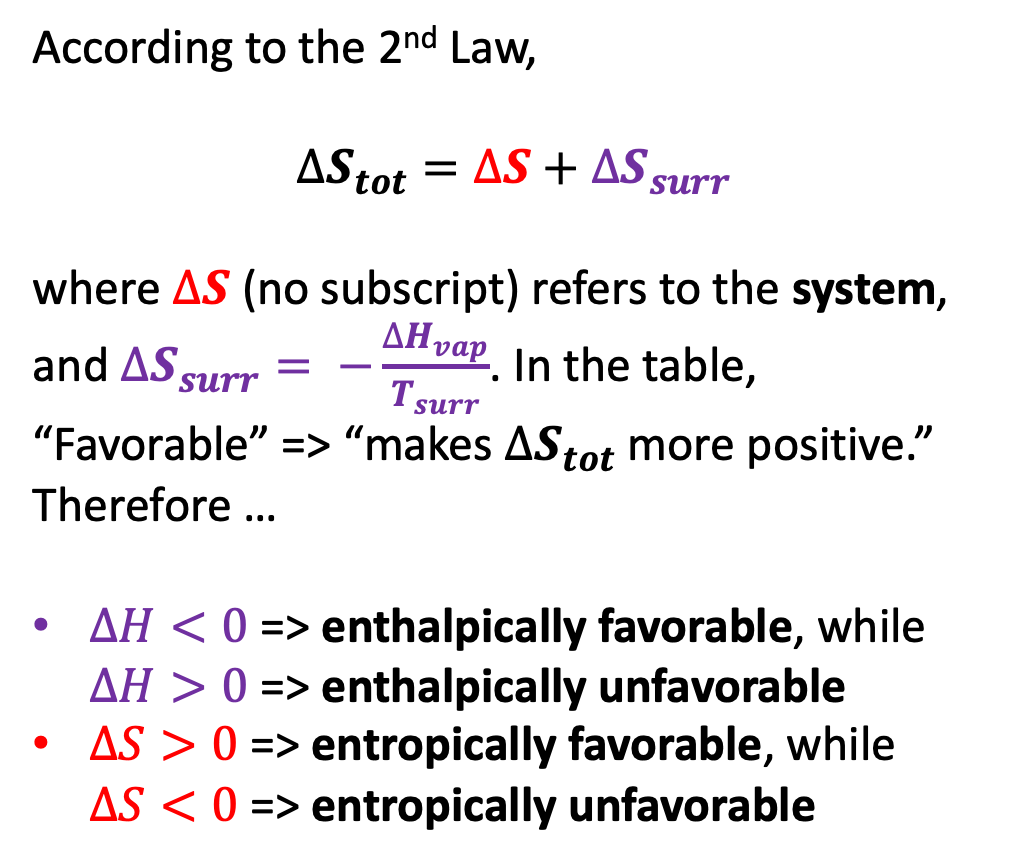 According to the 2nd Law,
ΔS_tot = ΔS + ΔS_surr
where ΔS (no subscript) refers to the system,
and ΔS_surr = −ΔH_vap/T_surr. In the table,
“Favorable” => “makes ΔS_tot more positive.”
Therefore ...
• ΔH < 0 => enthalpically favorable, while
ΔH > 0 => enthalpically unfavorable
• ΔS > 0 => entropically favorable, while
ΔS < 0 => entropically unfavorable